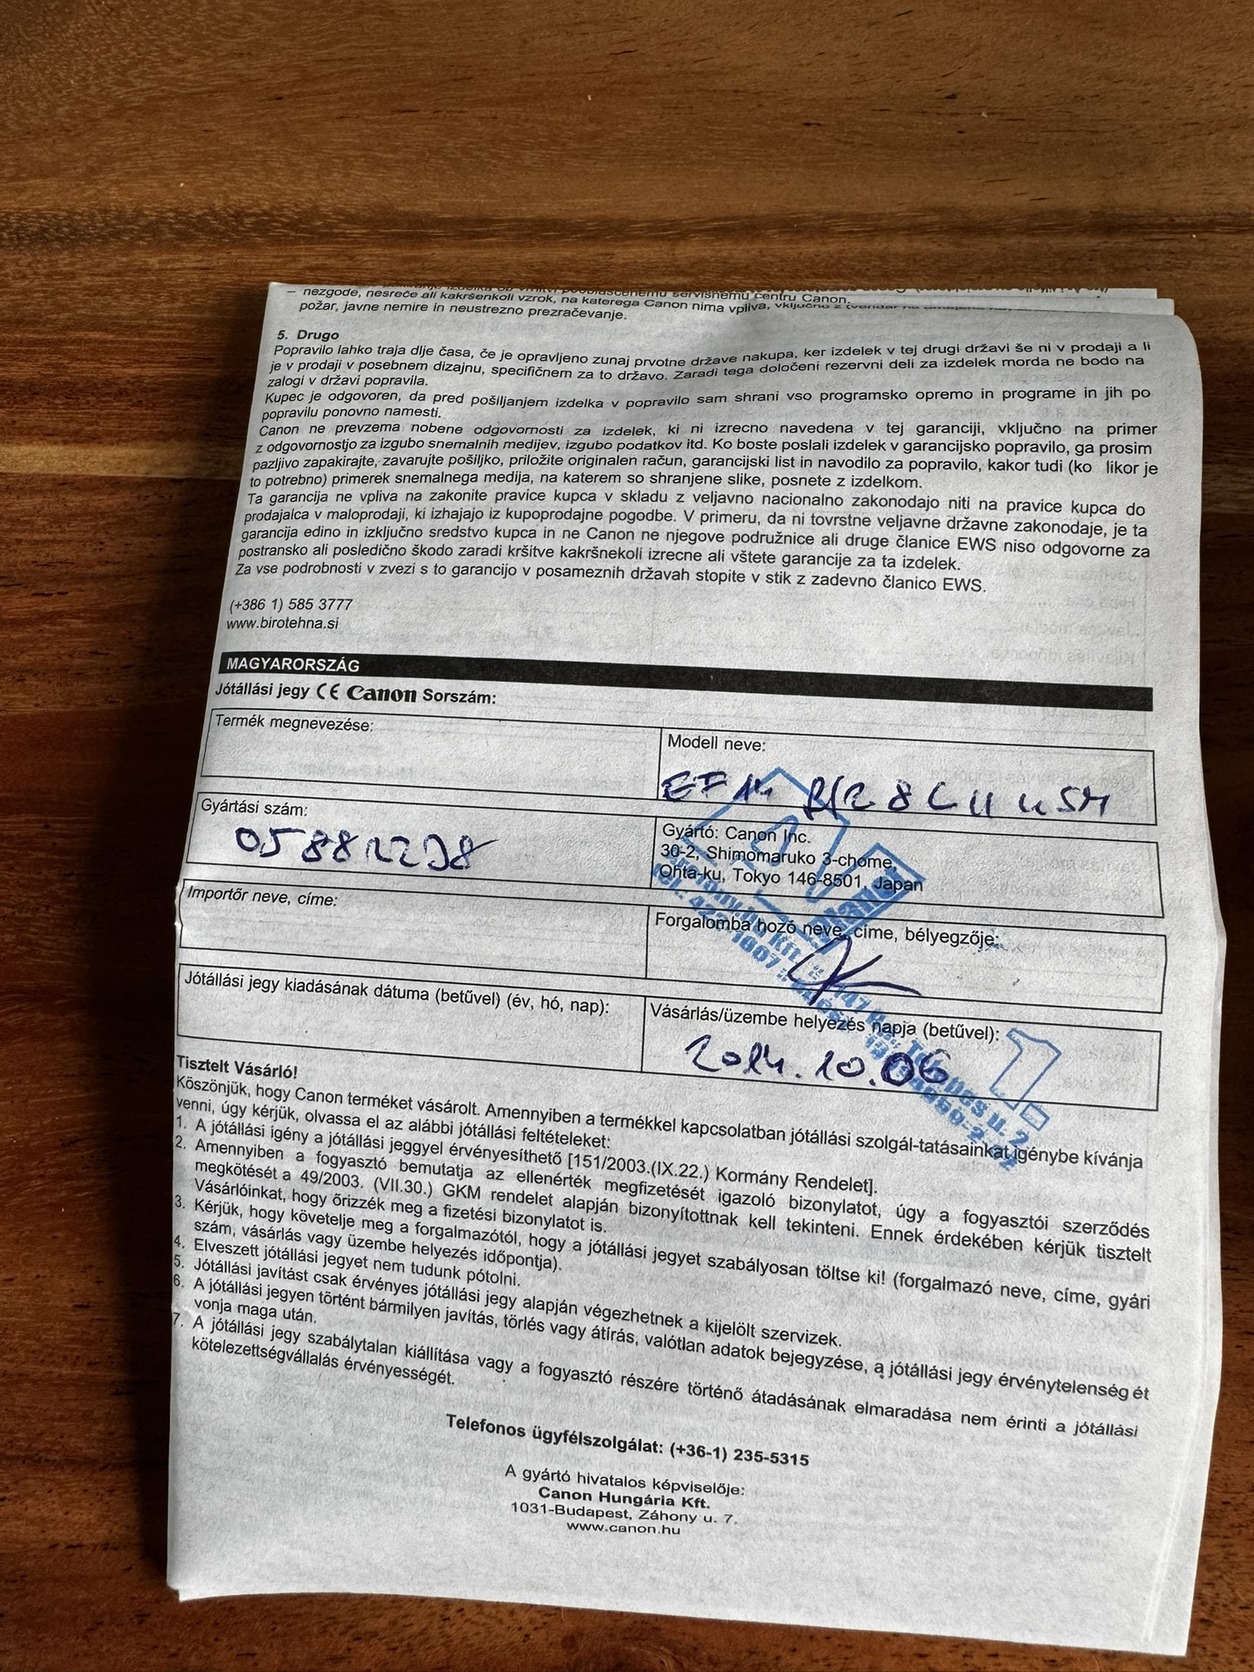 – nezgode, nesreče ali kakršenkoli vzrok, na katerega Canon nima vpliva, vključno z
požar, javne nemire in neustrezno prezračevanje.
5. Drugo
Popravilo lahko traja dlje časa, če je opravljeno zunaj prvotne države nakupa, ker izdelek v tej drugi državi še ni v prodaji a li
je v prodaji v posebnem dizajnu, specifičnem za to državo. Zaradi tega določeni rezervni deli za izdelek morda ne bodo na
zalogi v državi popravila.
Kupec je odgovoren, da pred pošiljanjem izdelka v popravilo sam shrani vso programsko opremo in programe in jih po
popravilu ponovno namesti.
Canon ne prevzema nobene odgovornosti za izdelek, ki ni izrecno navedena v tej garanciji, vključno na primer
z odgovornostjo za izgubo snemalnih medijev, izgubo podatkov itd. Ko boste poslali izdelek v garancijsko popravilo, ga prosim
pazljivo zapakirajte, zavarujte pošiljko, priložite originalen račun, garancijski list in navodilo za popravilo, kakor tudi (ko likor je
to potrebno) primerek snemalnega medija, na katerem so shranjene slike, posnete z izdelkom.
Ta garancija ne vpliva na zakonite pravice kupca v skladu z veljavno nacionalno zakonodajo niti na pravice kupca do
prodajalca v maloprodaji, ki izhajajo iz kupoprodajne pogodbe. V primeru, da ni tovrstne veljavne državne zakonodaje, je ta
garancija edino in izključno sredstvo kupca in ne Canon ne njegove podružnice ali druge članice EWS niso odgovorne za
postransko ali posledično škodo zaradi kršitve kakršnekoli izrecne ali vštete garancije za ta izdelek.
Za vse podrobnosti v zvezi s to garancijo v posameznih državah stopite v stik z zadevno članico EWS.
(+386 1) 585 3777
www.birotehna.si
MAGYARORSZÁG
Jótállási jegy CE Canon Sorszám:
Termék megnevezése:
Modell neve:
EF 14 f/2 8 L II USM
Gyártási szám:
Gyártó: Canon Inc.
30-2, Shimomaruko 3-chome,
Ohta-ku, Tokyo 146-8501, Japan
Importőr neve, címe:
Forgalomba hozó neve, címe, bélyegzője:
Jótállási jegy kiadásának dátuma (betűvel) (év, hó, nap):
Vásárlás/üzembe helyezés napja (betűvel):
2014.10.06
Tisztelt Vásárló!
Köszönjük, hogy Canon terméket vásárolt. Amennyiben a termékkel kapcsolatban jótállási szolgál-tatásainkat igénybe kívánja
venni, úgy kérjük, olvassa el az alábbi jótállási feltételeket:
1. A jótállási igény a jótállási jeggyel érvényesíthető [151/2003.(IX.22.) Kormány Rendelet].
2. Amennyiben a fogyasztó bemutatja az ellenérték megfizetését igazoló bizonylatot, úgy a fogyasztói szerződés
megkötését a 49/2003. (VII.30.) GKM rendelet alapján bizonyítottnak kell tekinteni. Ennek érdekében kérjük tisztelt
Vásárlóinkat, hogy őrizzék meg a fizetési bizonylatot is.
3. Kérjük, hogy követelje meg a forgalmazótól, hogy a jótállási jegyet szabályosan töltse ki! (forgalmazó neve, címe, gyári
szám, vásárlás vagy üzembe helyezés időpontja).
4. Elveszett jótállási jegyet nem tudunk pótolni.
5. Jótállási javítást csak érvényes jótállási jegy alapján végezhetnek a kijelölt szervizek.
6. A jótállási jegyen történt bármilyen javítás, törlés vagy átírás, valótlan adatok bejegyzése, a jótállási jegy érvénytelenség ét
vonja maga után.
7. A jótállási jegy szabálytalan kiállítása vagy a fogyasztó részére történő átadásának elmaradása nem érinti a jótállási
kötelezettségvállalás érvényességét.
Telefonos ügyfélszolgálat: (+36-1) 235-5315
A gyártó hivatalos képviselője:
Canon Hungária Kft.
1031-Budapest, Záhony u. 7.
www.canon.hu